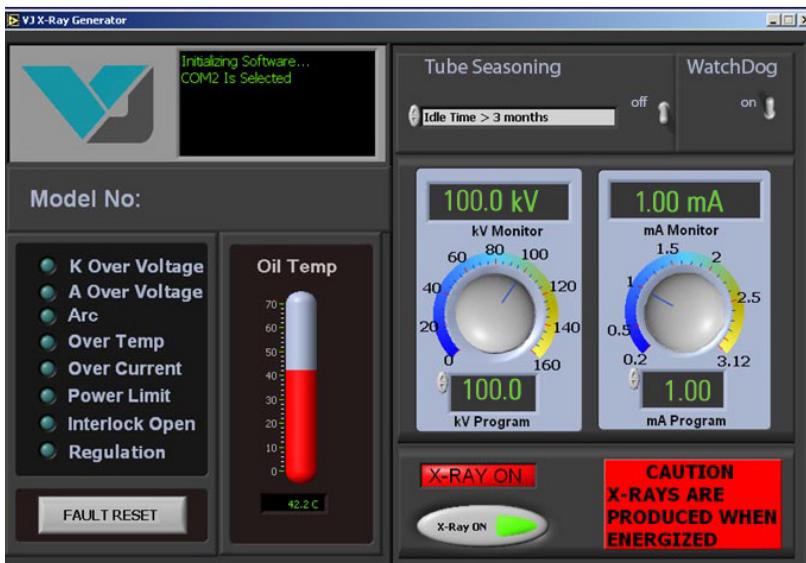 VJ X-Ray Generator
Initializing Software...
COM2 Is Selected
Tube Seasoning
Idle Time > 3 months
off
WatchDog
on
Model No:
K Over Voltage
A Over Voltage
Arc
Over Temp
Over Current
Power Limit
Interlock Open
Regulation
FAULT RESET
Oil Temp
70
60
50
40
30
20
10
0
42.2 C
100.0 kV
kV Monitor
0
20
40
60
80
100
120
140
160
100.0
kV Program
1.00 mA
mA Monitor
0.2
0.5
1
1.5
2
2.5
3.12
1.00
mA Program
X-RAY ON
X-Ray ON
CAUTION
X-RAYS ARE
PRODUCED WHEN
ENERGIZED